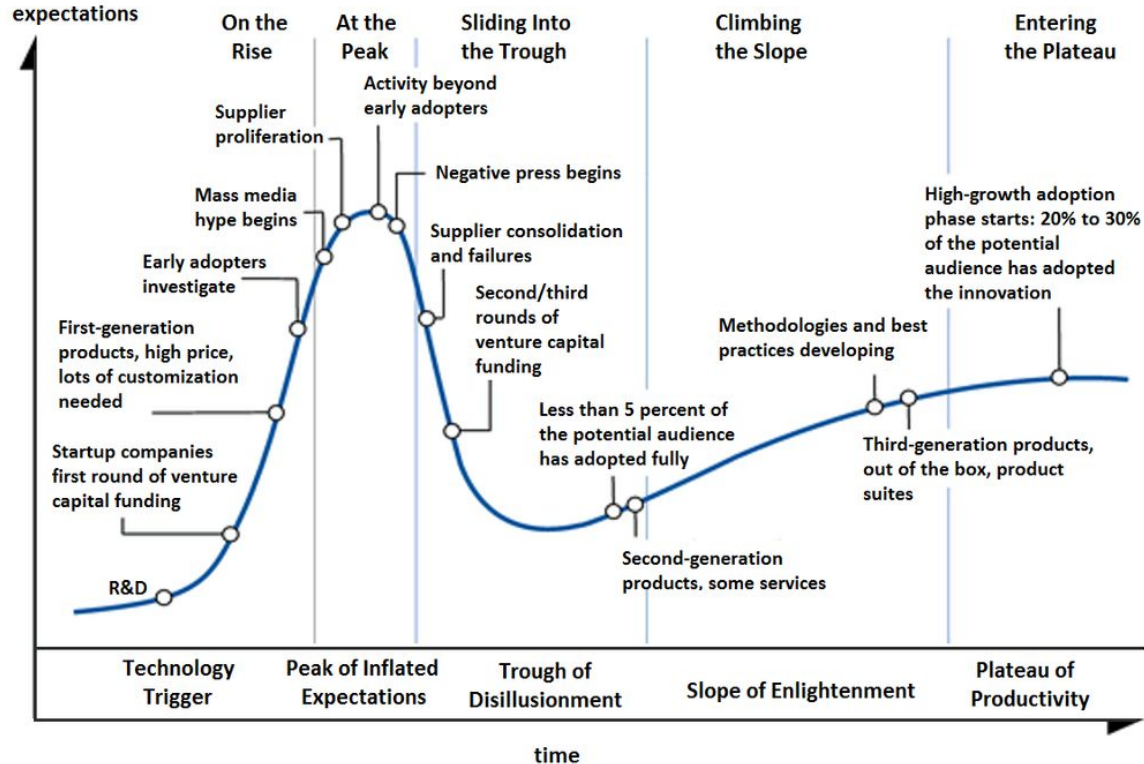 expectations
On the
Rise
At the
Peak
Sliding Into
the Trough
Climbing
the Slope
Entering
the Plateau
Activity beyond
early adopters
Supplier
proliferation
Negative press begins
Mass media
hype begins
High-growth adoption
phase starts: 20% to 30%
of the potential
audience has adopted
the innovation
Supplier consolidation
and failures
Early adopters
investigate
Second/third
rounds of
venture capital
funding
First-generation
products, high price,
lots of customization
needed
Methodologies and best
practices developing
Less than 5 percent of
the potential audience
has adopted fully
Third-generation products,
out of the box, product
suites
Startup companies
first round of venture
capital funding
Second-generation
products, some services
R&D
Technology
Trigger
Peak of Inflated
Expectations
Trough of
Disillusionment
Slope of Enlightenment
Plateau of
Productivity
time